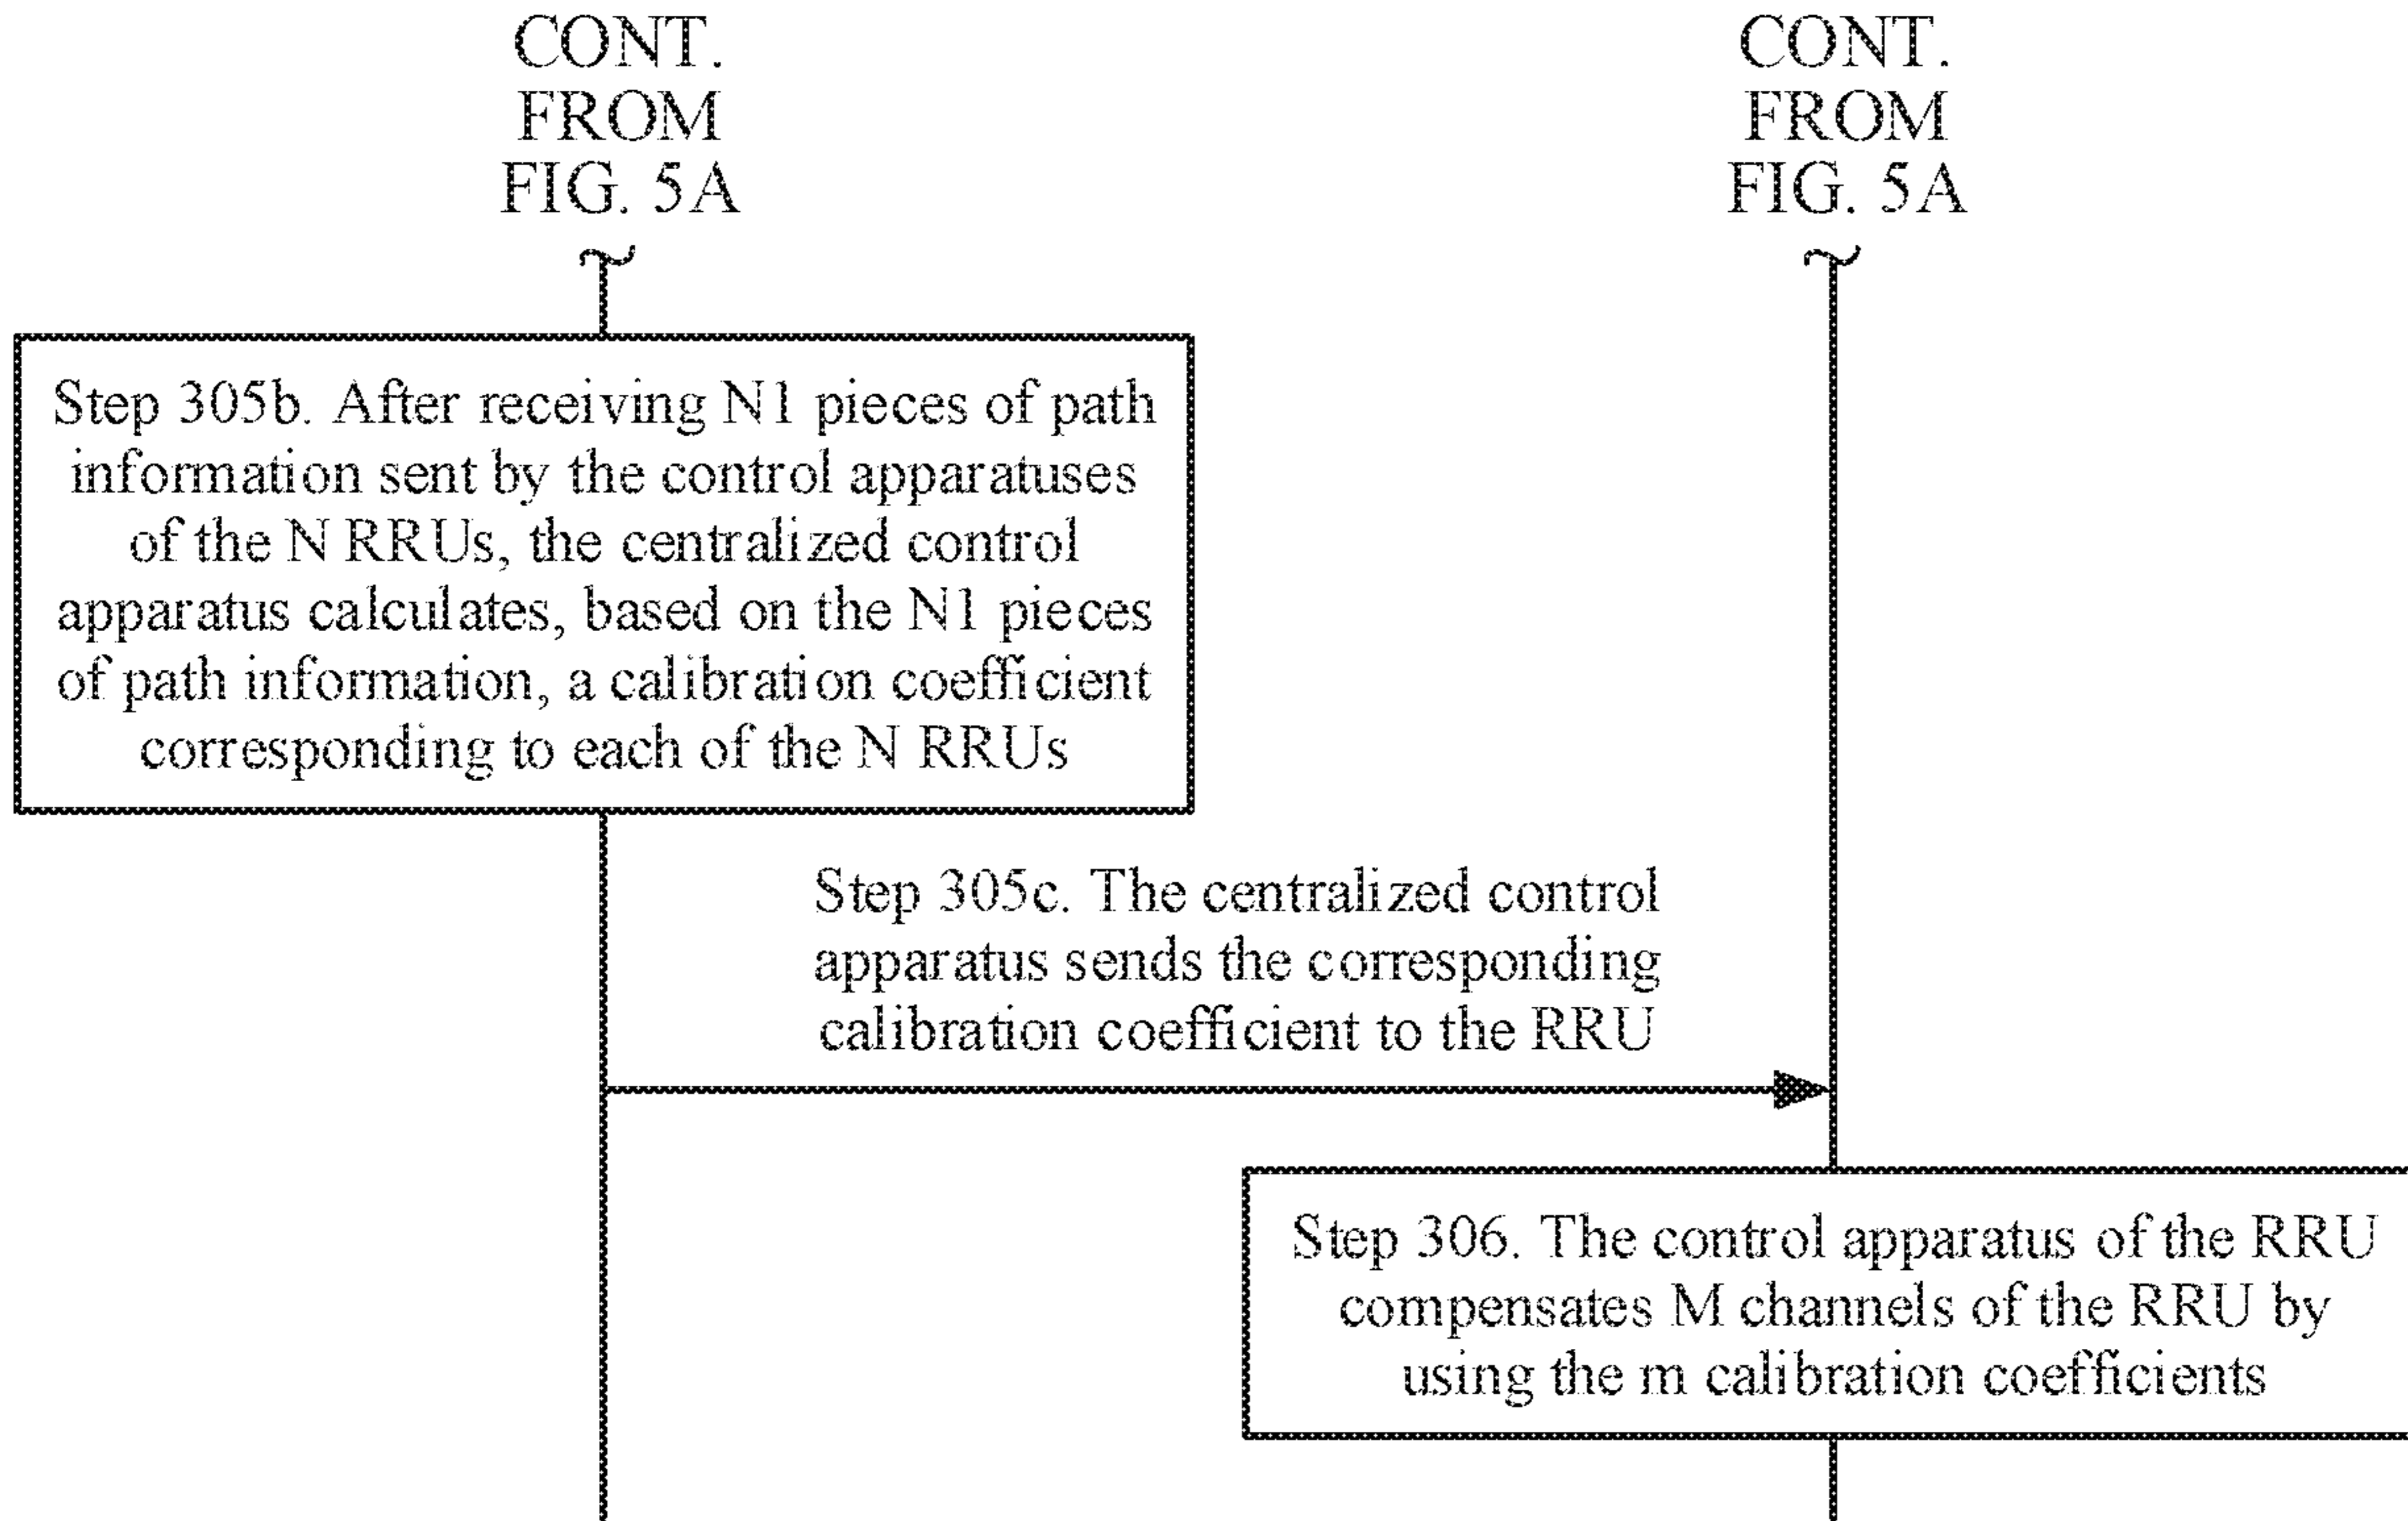 CONT.
FROM
FIG. 5A
CONT.
FROM
FIG. 5A
Step 305b. After receiving N1 pieces of path
information sent by the control apparatuses
of the N RRUs, the centralized control
apparatus calculates, based on the N1 pieces
of path information, a calibration coefficient
corresponding to each of the N RRUs
Step 305c. The centralized control
apparatus sends the corresponding
calibration coefficient to the RRU
Step 306. The control apparatus of the RRU
compensates M channels of the RRU by
using the m calibration coefficients